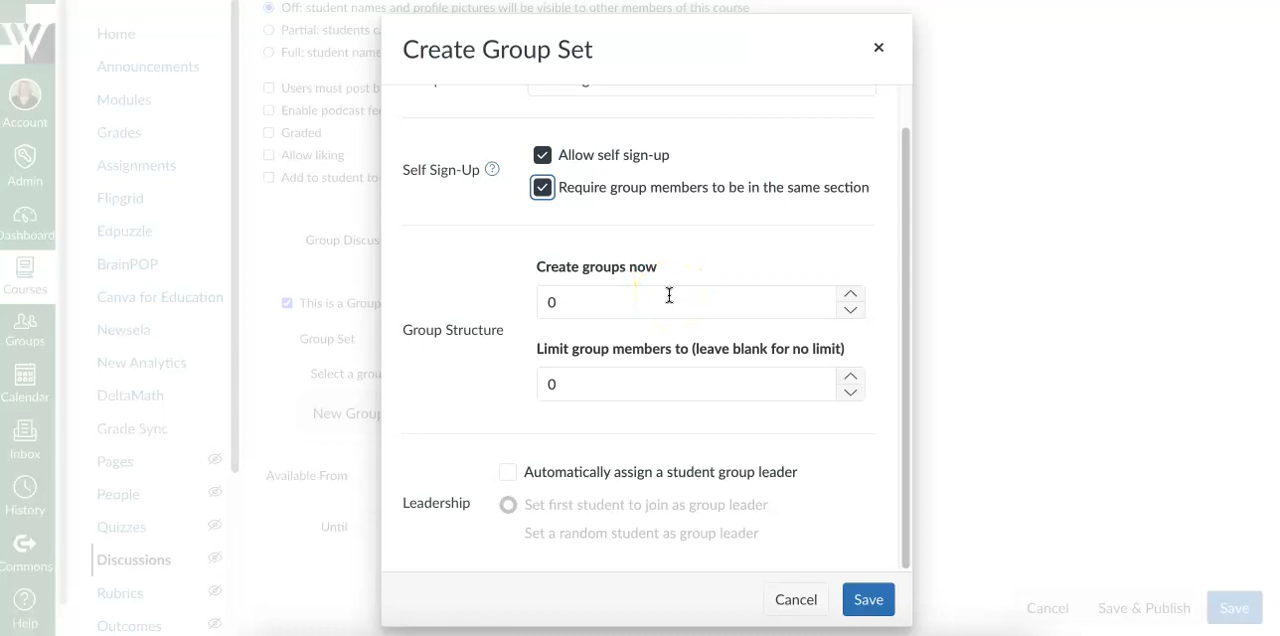 Off: student names and profile pictures will be visible to other members of this course
Home
Partial: students c
Full: student name
Announcements
Users must post b
Modules
Enable podcast fe
Account
Graded
Grades
Allow liking
Assignments
Add to student to
Admin
Flipgrid
Edpuzzle
Dashboard
Group Discus
BrainPOP
Courses
Canva for Education
This is a Group
Newsela
Group Set
Groups
New Analytics
Select a grou
DeltaMath
Calendar
New Group
Grade Sync
Inbox
Pages
Available From
People
History
Quizzes
Until
Discussions
Commons
Rubrics
Help
Outcomes
Create Group Set
Self Sign-Up
Allow self sign-up
Require group members to be in the same section
Group Structure
Create groups now
0
Limit group members to (leave blank for no limit)
0
Leadership
Automatically assign a student group leader
Set first student to join as group leader
Set a random student as group leader
Cancel
Save
Cancel
Save & Publish
Save